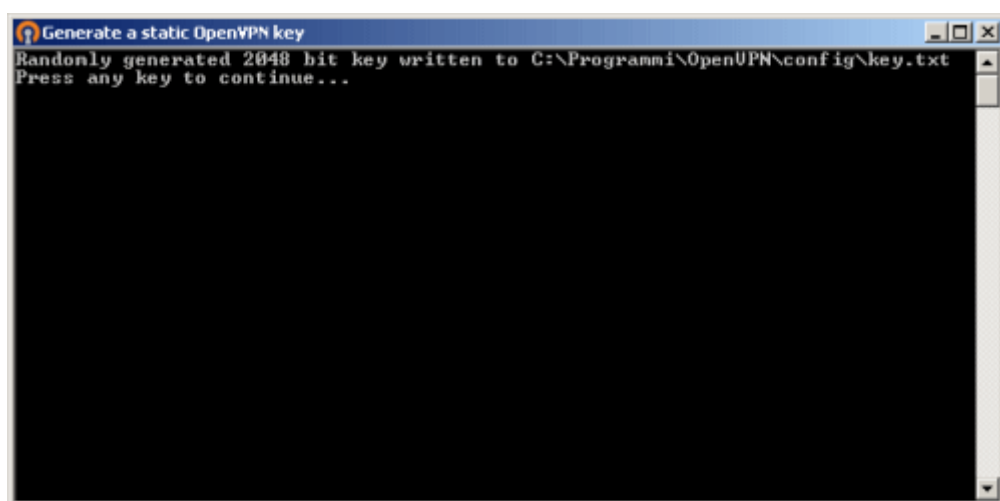 Generate a static OpenVPN key
Randomly generated 2048 bit key written to C:\Programmi\OpenVPN\config\key.txt
Press any key to continue...